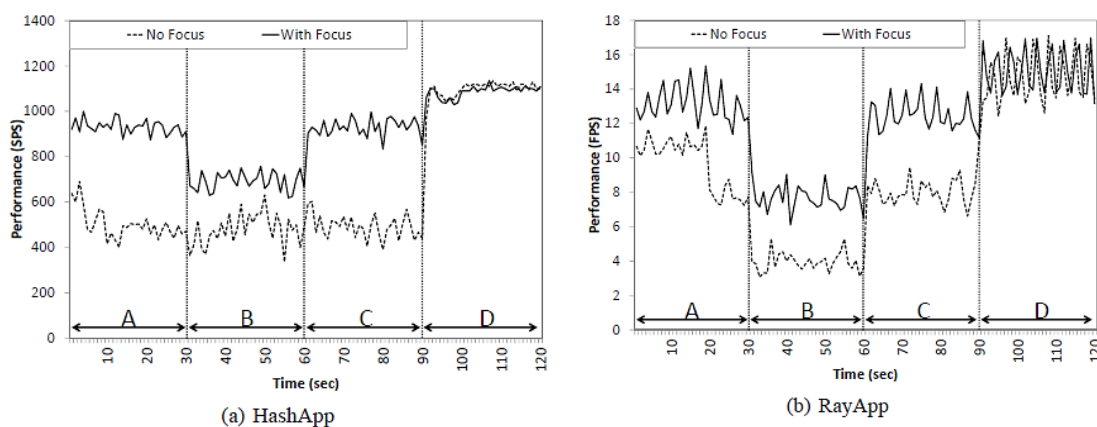 1400
1200
1000
800
600
400
200
0
Performance (SPS)
No Focus
With Focus
A
B
C
D
10
20
30
40
50
60
70
80
90
100
110
120
Time (sec)
(a) HashApp
18
16
14
12
10
8
6
4
2
0
Performance (FPS)
No Focus
With Focus
A
B
C
D
10
20
30
40
50
60
70
80
90
100
110
120
Time (sec)
(b) RayApp